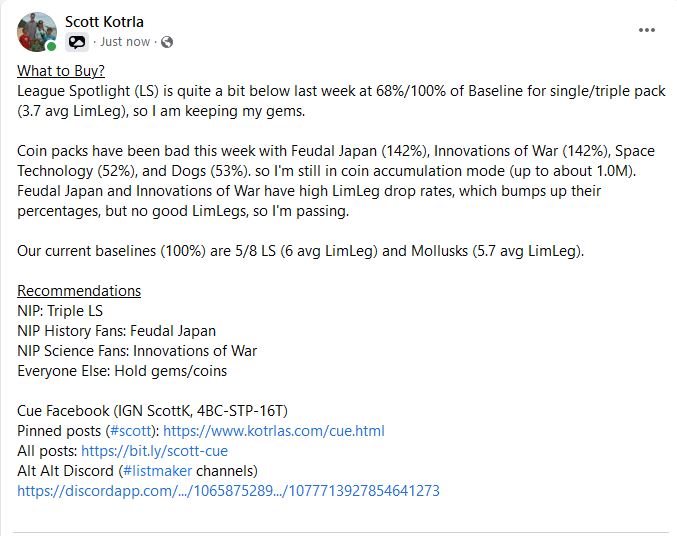 Scott Kotrla
· Just now ·
What to Buy?
League Spotlight (LS) is quite a bit below last week at 68%/100% of Baseline for single/triple pack
(3.7 avg LimLeg), so I am keeping my gems.
Coin packs have been bad this week with Feudal Japan (142%), Innovations of War (142%), Space
Technology (52%), and Dogs (53%). so I'm still in coin accumulation mode (up to about 1.0M).
Feudal Japan and Innovations of War have high LimLeg drop rates, which bumps up their
percentages, but no good LimLegs, so I'm passing.
Our current baselines (100%) are 5/8 LS (6 avg LimLeg) and Mollusks (5.7 avg LimLeg).
Recommendations
NIP: Triple LS
NIP History Fans: Feudal Japan
NIP Science Fans: Innovations of War
Everyone Else: Hold gems/coins
Cue Facebook (IGN ScottK, 4BC-STP-16T)
Pinned posts (#scott): https://www.kotrlas.com/cue.html
All posts: https://bit.ly/scott-cue
Alt Alt Discord (#listmaker channels)
https://discordapp.com/.../1065875289.../1077713927854641273